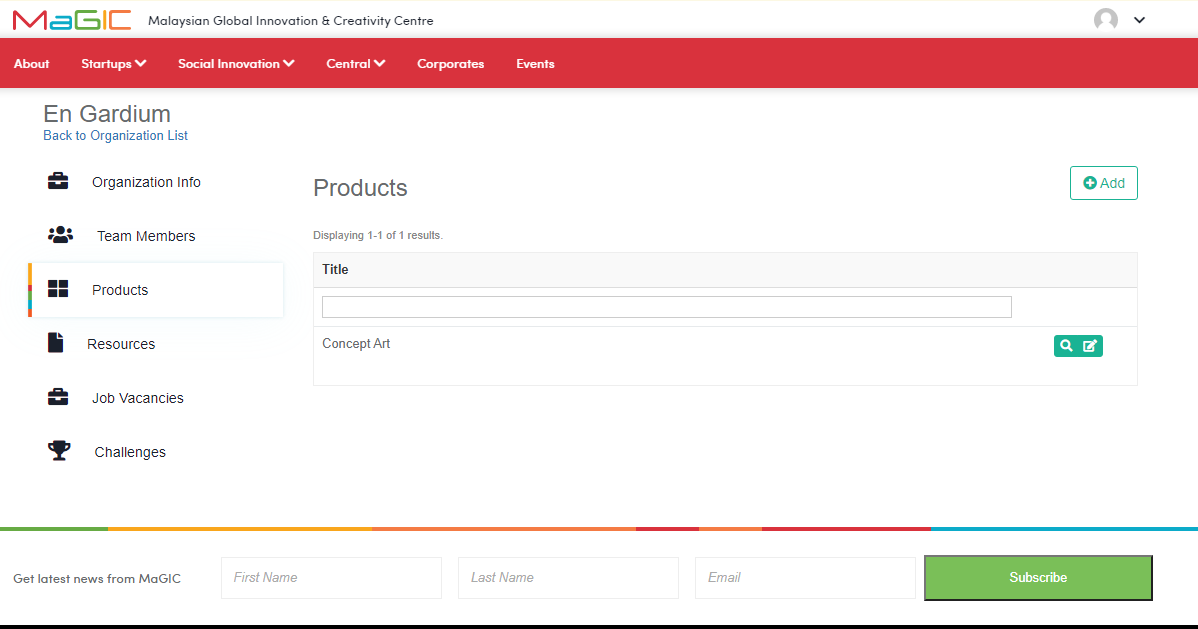 MaGIC Malaysian Global Innovation & Creativity Centre
About Startups Social Innovation Central Corporates Events
En Gardium
Back to Organization List
Organization Info
Team Members
Products
Resources
Job Vacancies
Challenges
Products
Add
Displaying 1-1 of 1 results.
Title
Concept Art
Get latest news from MaGIC First Name Last Name Email Subscribe